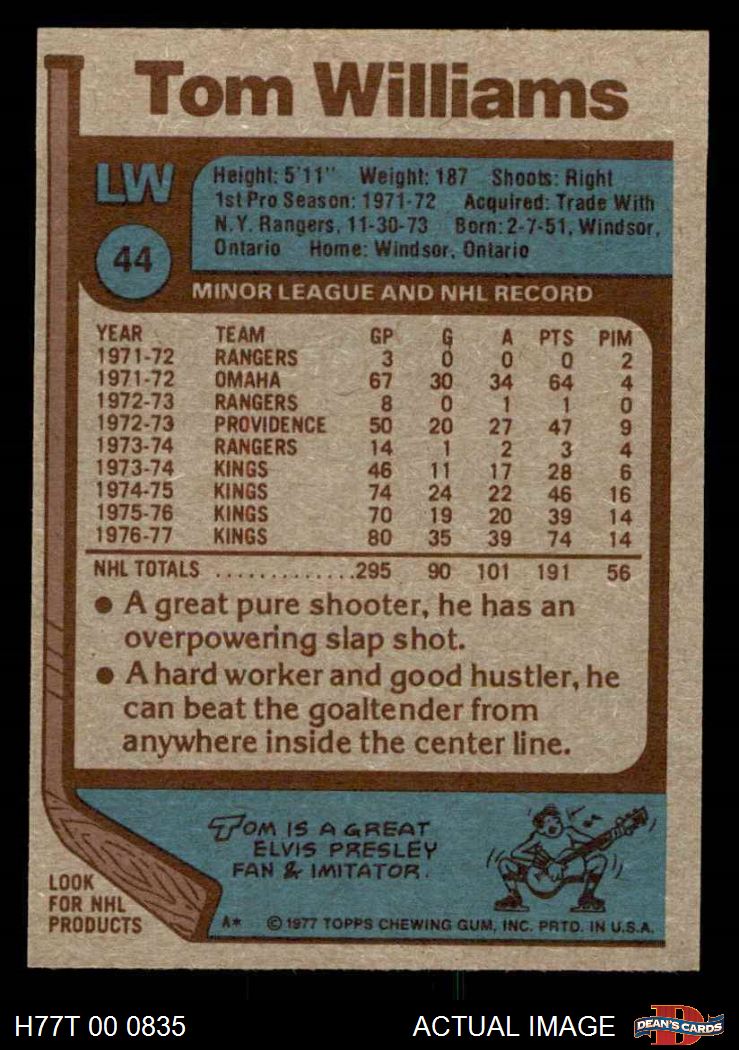 Tom Williams
LW
44
Height: 5'11" Weight: 187 Shoots: Right
1st Pro Season: 1971-72 Acquired: Trade With
N.Y. Rangers, 11-30-73 Born: 2-7-51, Windsor,
Ontario Home: Windsor, Ontario
MINOR LEAGUE AND NHL RECORD
YEAR TEAM GP G A PTS PIM
1971-72 RANGERS 3 0 0 0 2
1971-72 OMAHA 67 30 34 64 4
1972-73 RANGERS 8 0 1 1 0
1972-73 PROVIDENCE 50 20 27 47 9
1973-74 RANGERS 14 1 2 3 4
1973-74 KINGS 46 11 17 28 6
1974-75 KINGS 74 24 22 46 16
1975-76 KINGS 70 19 20 39 14
1976-77 KINGS 80 35 39 74 14
NHL TOTALS ..............295 90 101 191 56
● A great pure shooter, he has an
overpowering slap shot.
● A hard worker and good hustler, he
can beat the goaltender from
anywhere inside the center line.
TOM IS A GREAT
ELVIS PRESLEY
FAN & IMITATOR.
LOOK
FOR NHL
PRODUCTS
A* © 1977 TOPPS CHEWING GUM, INC. PRTD. IN U.S.A.
H77T 00 0835 ACTUAL IMAGE
D
DEAN'S CARDS